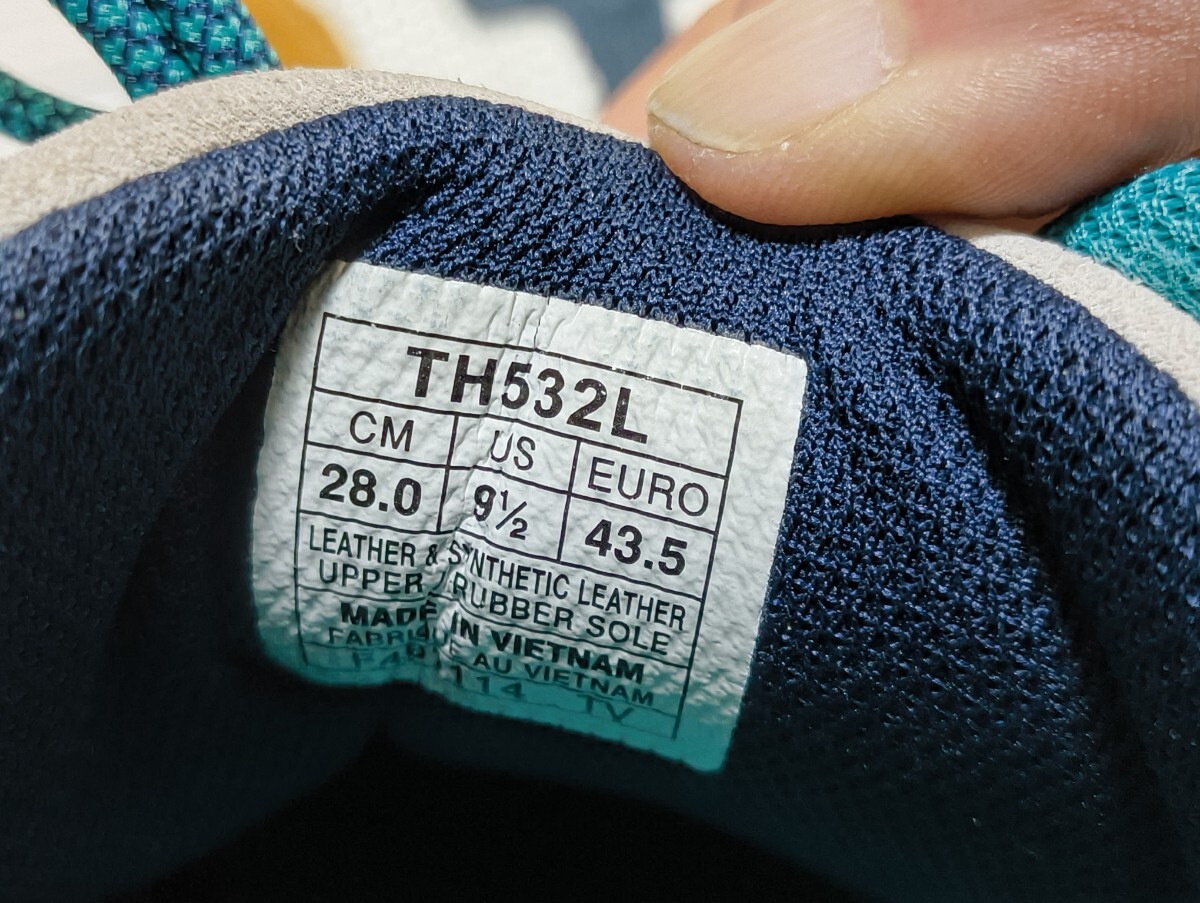 TH532L
CM US EURO
28.0 9½ 43.5
LEATHER & SYNTHETIC LEATHER
UPPER / RUBBER SOLE
MADE IN VIETNAM
AU VIETNAM
114 TV